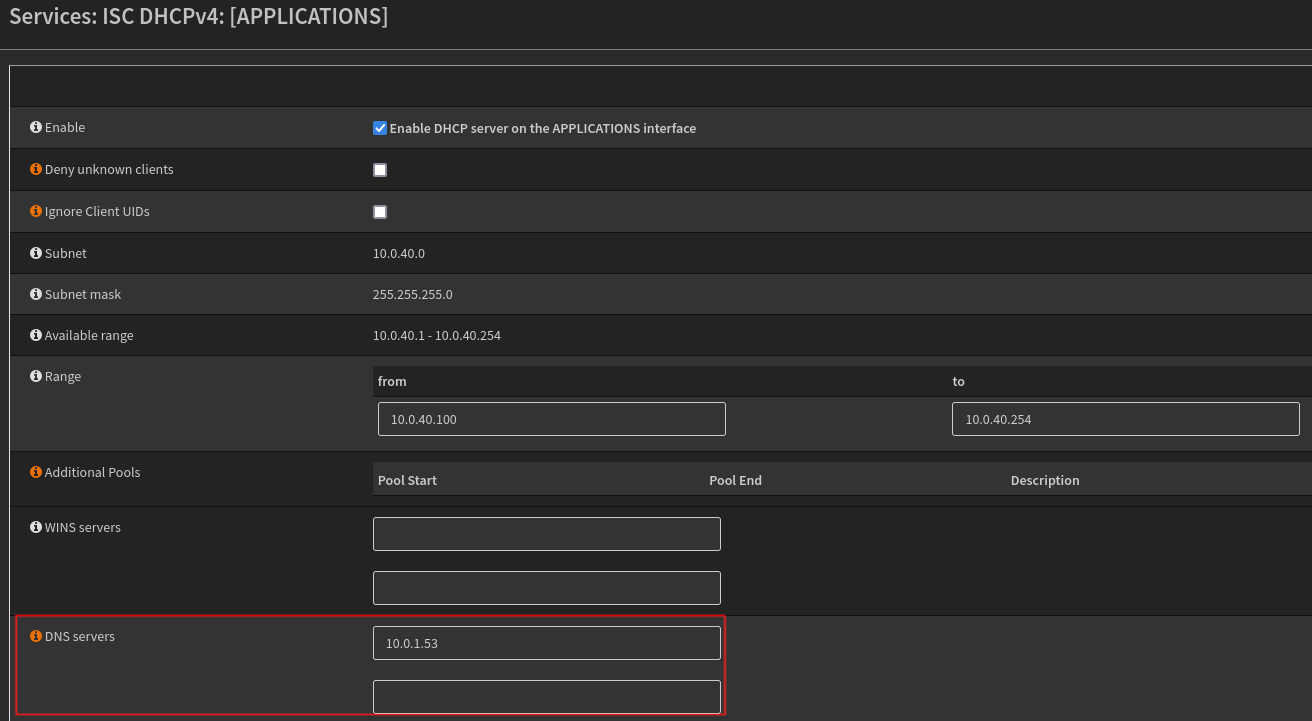 Services: ISC DHCPv4: [APPLICATIONS]
Enable
Enable DHCP server on the APPLICATIONS interface
Deny unknown clients
Ignore Client UIDs
Subnet
10.0.40.0
Subnet mask
255.255.255.0
Available range
10.0.40.1 - 10.0.40.254
Range
from to
10.0.40.100 10.0.40.254
Additional Pools
Pool Start Pool End Description
WINS servers
DNS servers
10.0.1.53